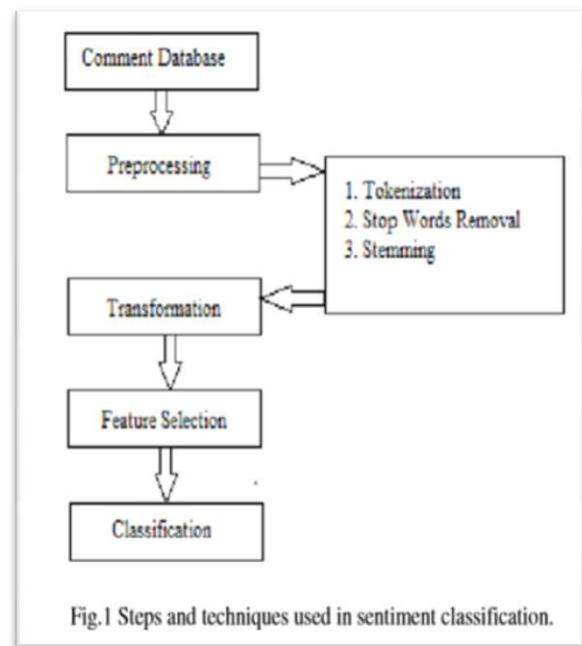 Comment Database
Preprocessing
1. Tokenization
2. Stop Words Removal
3. Stemming
Transformation
Feature Selection
Classification
Fig.1 Steps and techniques used in sentiment classification.